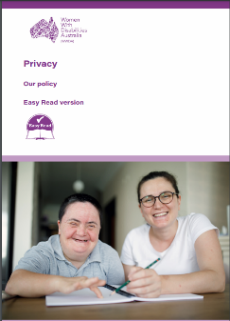 Women
With
Disabilities
Australia
Privacy
Our policy
Easy Read version
Easy Read